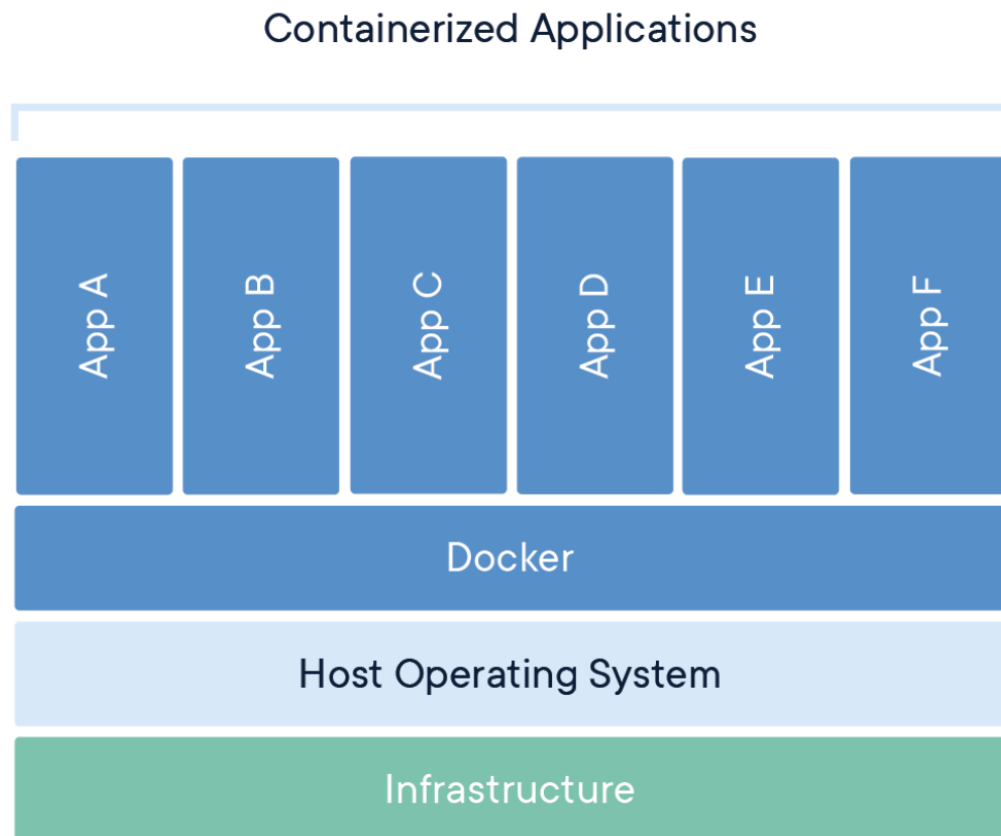 Containerized Applications
App A
App B
App C
App D
App E
App F
Docker
Host Operating System
Infrastructure